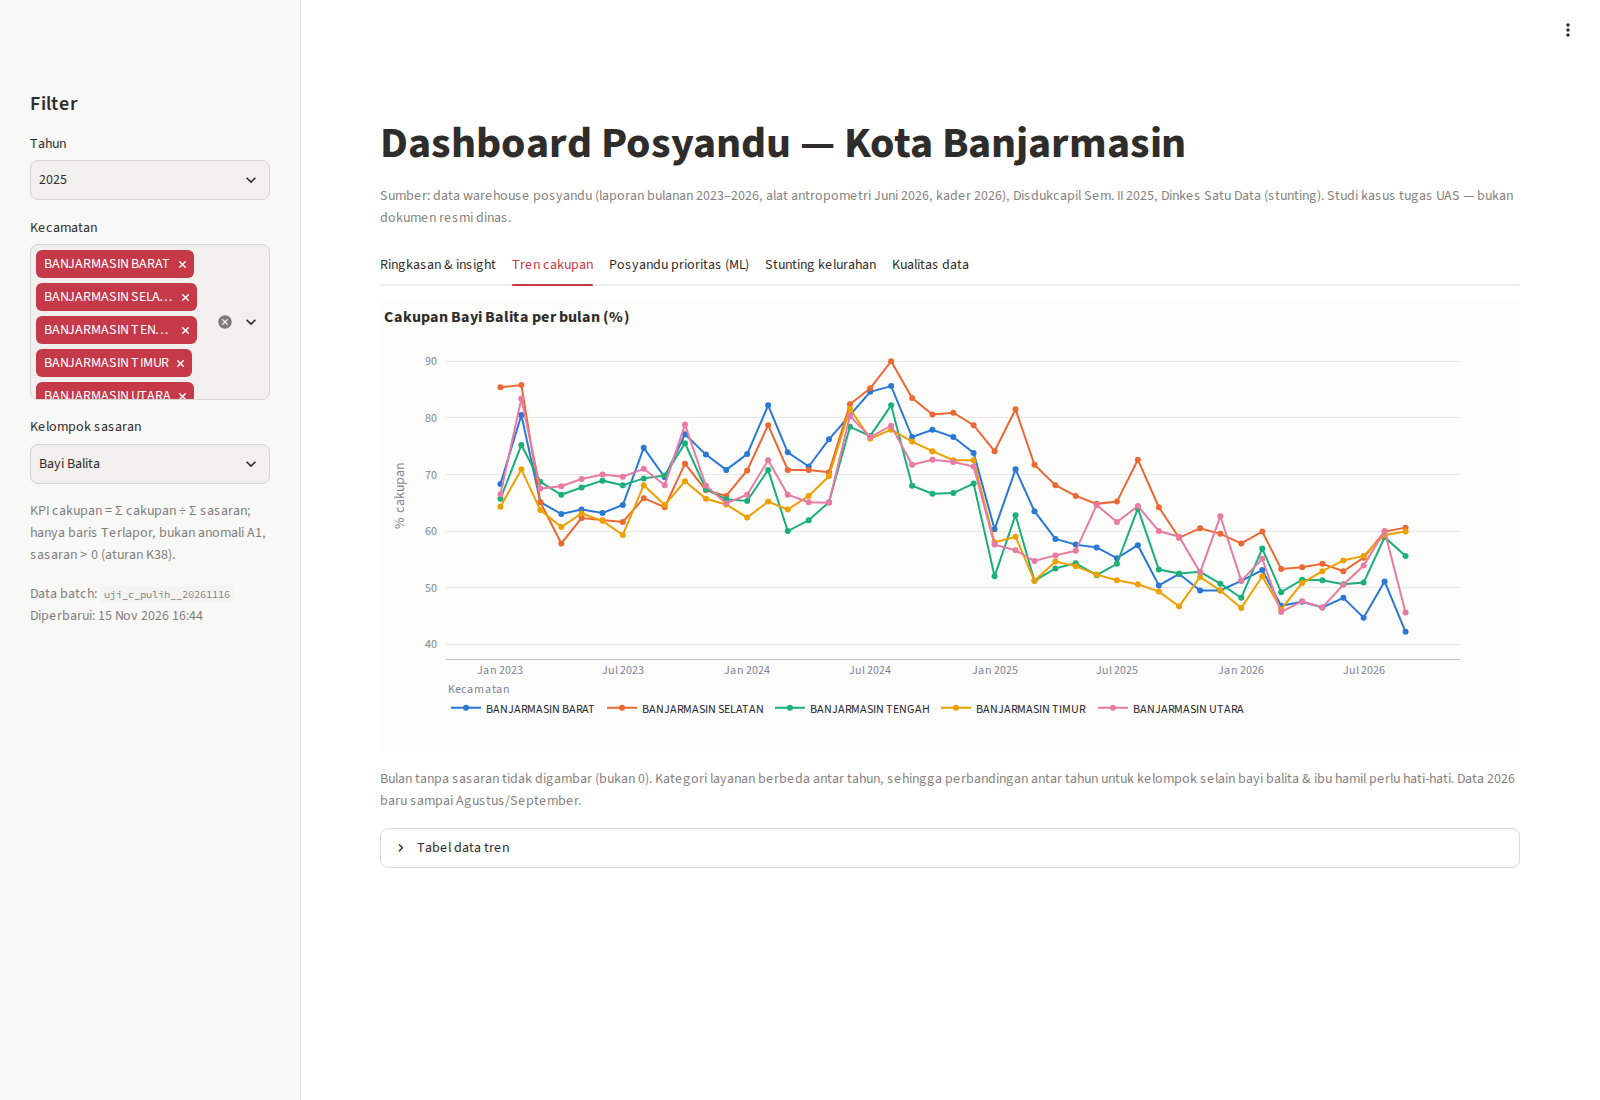 Filter
Tahun
2025
Kecamatan
BANJARMASIN BARAT
BANJARMASIN SELA...
BANJARMASIN TEN...
BANJARMASIN TIMUR
BANJARMASIN UTARA
Kelompok sasaran
Bayi Balita
KPI cakupan = Σ cakupan ÷ Σ sasaran;
hanya baris Terlapor, bukan anomali A1,
sasaran > 0 (aturan K38).
Data batch: uji_c_pulih__20261116
Diperbarui: 15 Nov 2026 16:44
Dashboard Posyandu — Kota Banjarmasin
Sumber: data warehouse posyandu (laporan bulanan 2023–2026, alat antropometri Juni 2026, kader 2026), Disdukcapil Sem. II 2025, Dinkes Satu Data (stunting). Studi kasus tugas UAS — bukan
dokumen resmi dinas.
Ringkasan & insight Tren cakupan Posyandu prioritas (ML) Stunting kelurahan Kualitas data
Cakupan Bayi Balita per bulan (%)
% cakupan
90
80
70
60
50
40
Jan 2023 Jul 2023 Jan 2024 Jul 2024 Jan 2025 Jul 2025 Jan 2026 Jul 2026
Kecamatan
BANJARMASIN BARAT BANJARMASIN SELATAN BANJARMASIN TENGAH BANJARMASIN TIMUR BANJARMASIN UTARA
Bulan tanpa sasaran tidak digambar (bukan 0). Kategori layanan berbeda antar tahun, sehingga perbandingan antar tahun untuk kelompok selain bayi balita & ibu hamil perlu hati-hati. Data 2026
baru sampai Agustus/September.
Tabel data tren